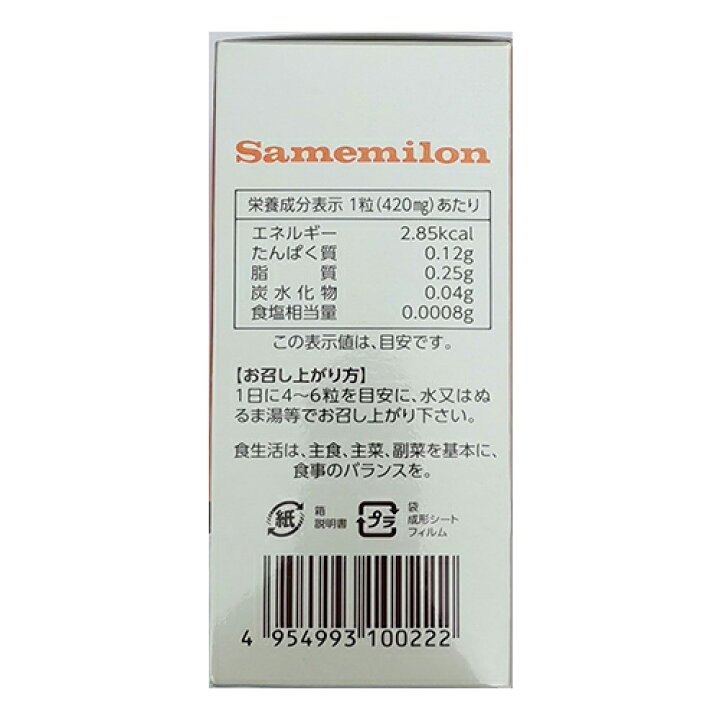 Samemilon
栄養成分表示 1粒(420㎎)あたり
エネルギー 2.85kcal
たんぱく質 0.12g
脂質 0.25g
炭水化物 0.04g
食塩相当量 0.0008g
この表示値は、目安です。
【お召し上がり方】
1日に4～6粒を目安に、水又はぬ
るま湯等でお召し上がり下さい。
食生活は、主食、主菜、副菜を基本に、
食事のバランスを。
紙
箱
説明書
プラ
袋
成形シート
フィルム
4 954993 100222